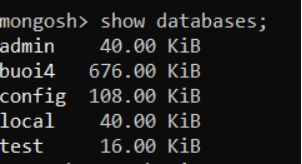 mongosh> show databases;
admin    40.00 KiB
buoi4   676.00 KiB
config  108.00 KiB
local    40.00 KiB
test     16.00 KiB